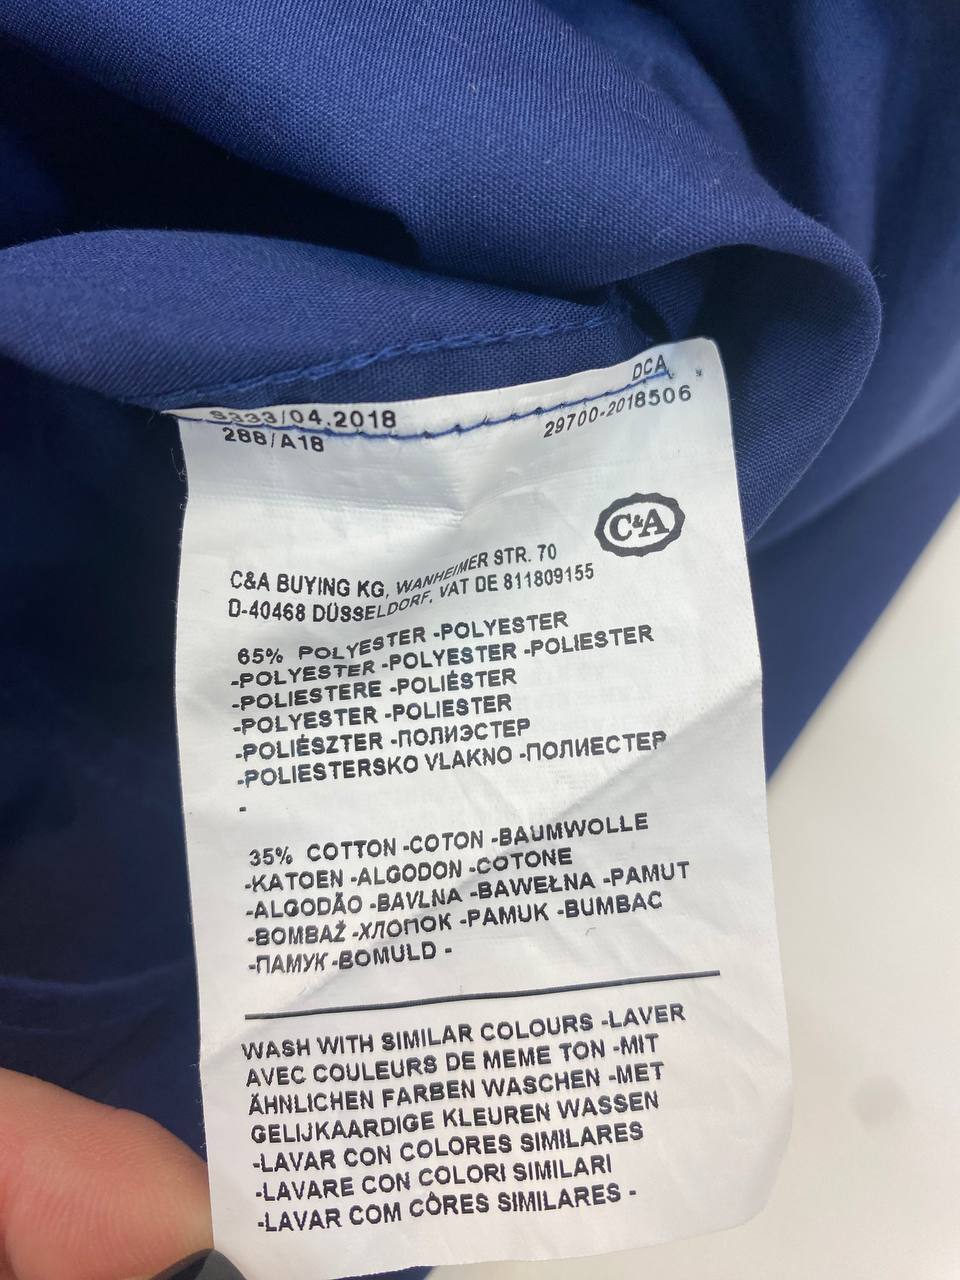 S333/04.2018
DCA
288/A18
29700-2018506
C&A
C&A BUYING KG, WANHEIMER STR. 70
D-40468 DÜSSELDORF, VAT DE 811809155
65% POLYESTER -POLYESTER
-POLYESTER -POLYESTER -POLIESTER
-POLIESTERE -POLIÉSTER
-POLYESTER -POLIESTER
-POLIÉSZTER -ПОЛИЭСТЕР
-POLIESTERSKO VLAKNO -ПОЛИЕСТЕР
-
35% COTTON -COTON -BAUMWOLLE
-KATOEN -ALGODON -COTONE
-ALGODÃO -BAVLNA -BAWEŁNA -PAMUT
-BOMBAŽ -ХЛОПОК -PAMUK -BUMBAC
-ПАМУК -BOMULD -
WASH WITH SIMILAR COLOURS -LAVER
AVEC COULEURS DE MEME TON -MIT
ÄHNLICHEN FARBEN WASCHEN -MET
GELIJKAARDIGE KLEUREN WASSEN
-LAVAR CON COLORES SIMILARES
-LAVARE CON COLORI SIMILARI
-LAVAR COM CÔRES SIMILARES -